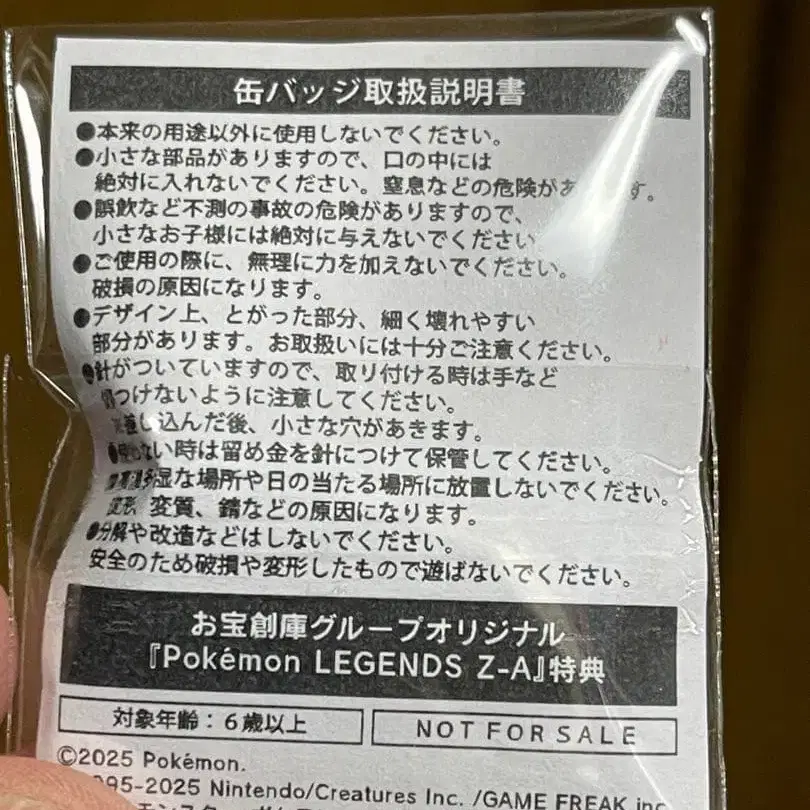 缶バッジ取扱説明書
●本来の用途以外に使用しないでください。
●小さな部品がありますので、口の中には
絶対に入れないでください。窒息などの危険があります。
●誤飲など不測の事故の危険がありますので、
小さなお子様には絶対に与えないでください
●ご使用の際に、無理に力を加えないでください。
破損の原因になります。
●デザイン上、とがった部分、細く壊れやすい
部分があります。お取扱いには十分ご注意ください。
●針がついていますので、取り付ける時は手など
つけないように注意してください。
※差し込んだ後、小さな穴があきます。
●使わない時は留め金を針につけて保管してください。
湿な場所や日の当たる場所に放置しないでください。
変形、変質、錆などの原因になります。
●分解や改造などはしないでください。
安全のため破損や変形したもので遊ばないでください。
お宝創庫グループオリジナル
『Pokémon LEGENDS Z-A』特典
対象年齢：6歳以上
NOT FOR SALE
©2025 Pokémon.
95-2025 Nintendo/Creatures Inc. /GAME FREAK inc